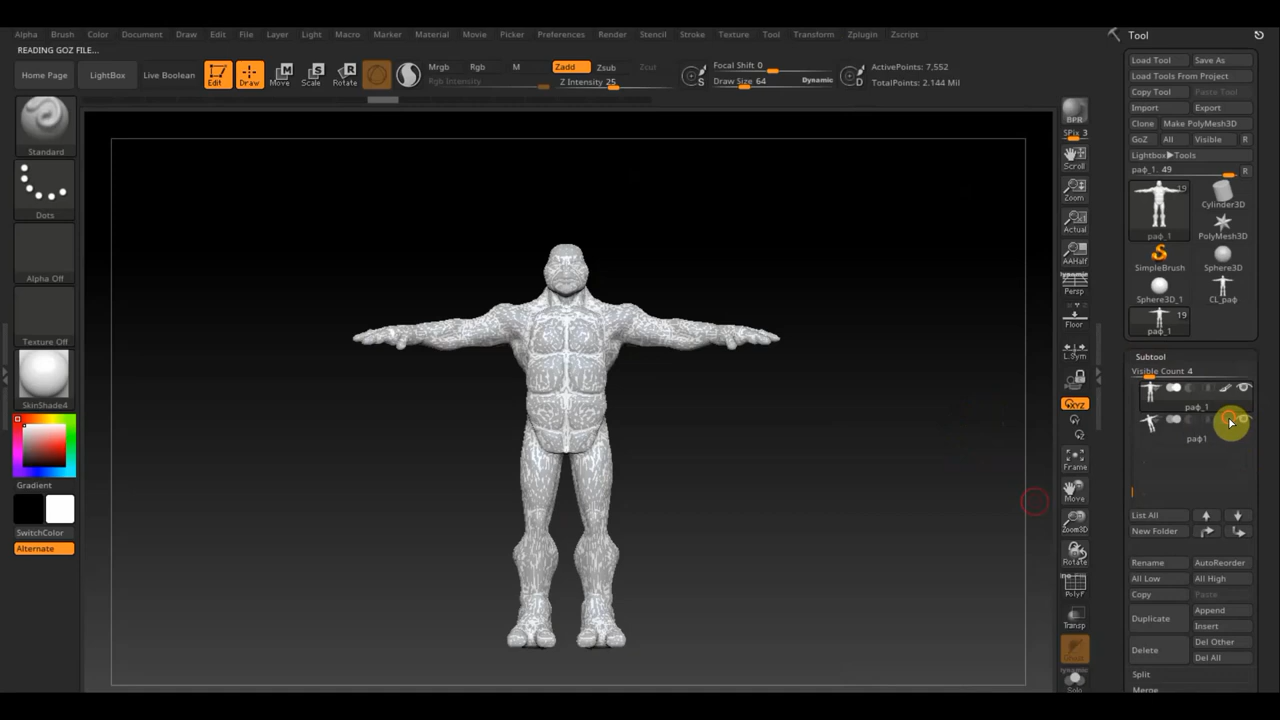 Alpha Brush Color Document Draw Edit File Layer Light Macro Marker Material Movie Picker Preferences Render Stencil Stroke Texture Tool Transform Zplugin Zscript
READING GOZ FILE...
Tool
Home Page
LightBox
Live Boolean
Edit
Draw
Move
Scale
Rotate
Mrgb
Rgb
M
Rgb Intensity
Zadd
Zsub
Zcut
Z Intensity 25
Focal Shift 0
Draw Size 64
Dynamic
ActivePoints: 7,552
TotalPoints: 2.144 Mil
Standard
Dots
Alpha Off
Texture Off
SkinShade4
Gradient
SwitchColor
Alternate
BPR
SPix 3
Scroll
Zoom
Actual
AAHalf
Dynamic
Persp
Floor
L.Sym
XYZ
Y
Z
Frame
Move
Zoom3D
Rotate
Line Fill
PolyF
Transp
Ghost
Dynamic
Solo
Load Tool
Save As
Load Tools From Project
Copy Tool
Paste Tool
Import
Export
Clone
Make PolyMesh3D
GoZ
All
Visible
R
Lightbox▶Tools
раф_1. 49
R
19
раф_1
Cylinder3D
PolyMesh3D
SimpleBrush
Sphere3D
Sphere3D_1
CL_раф
19
раф_1
Subtool
Visible Count 4
раф_1
раф1
List All
New Folder
Rename
AutoReorder
All Low
All High
Copy
Paste
Duplicate
Append
Insert
Delete
Del Other
Del All
Split
Merge